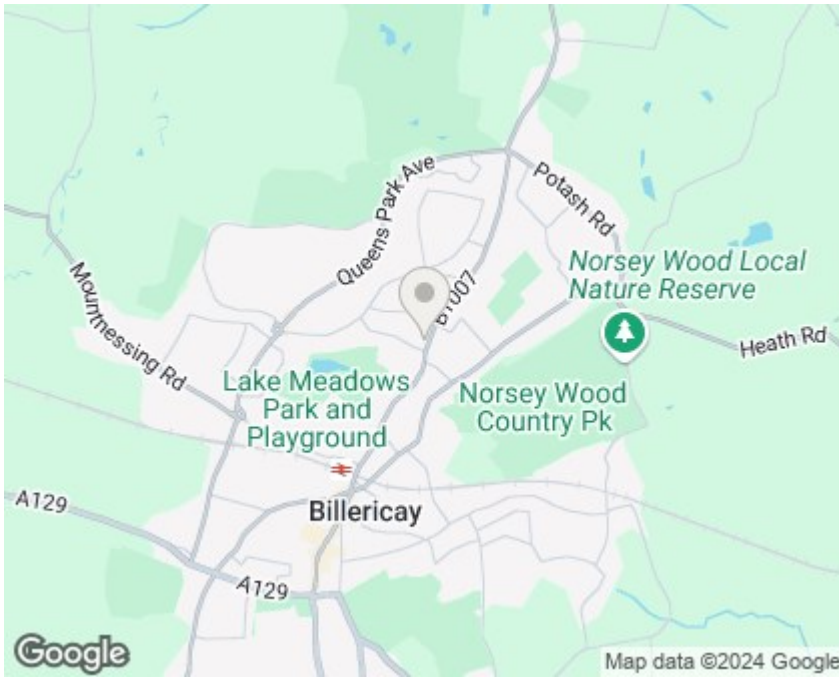 Queens Park Ave
Potash Rd
Mountnessing Rd
B1007
Norsey Wood Local
Nature Reserve
Heath Rd
Lake Meadows
Park and
Playground
Norsey Wood
Country Pk
A129
Billericay
A129
Google
Map data ©2024 Google